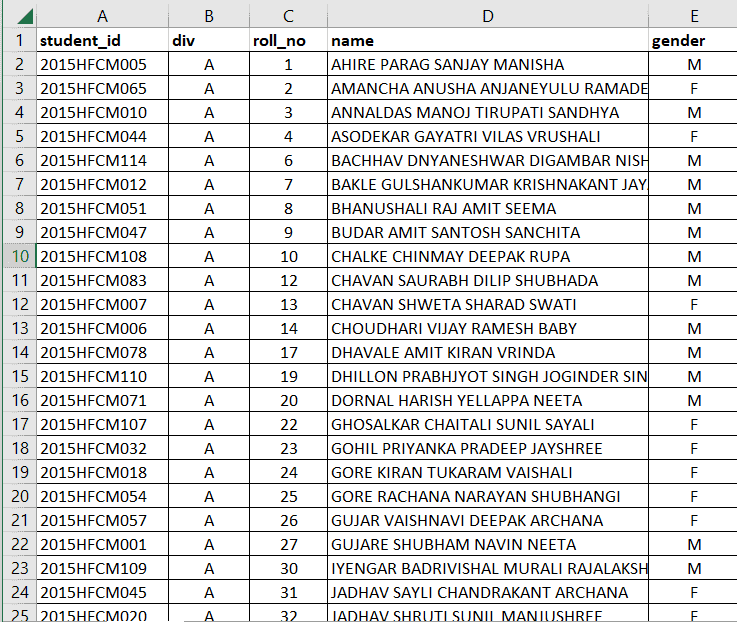 A B C D E
1 student_id div roll_no name gender
2 2015HFCM005 A 1 AHIRE PARAG SANJAY MANISHA M
3 2015HFCM065 A 2 AMANCHA ANUSHA ANJANEYULU RAMADE F
4 2015HFCM010 A 3 ANNALDAS MANOJ TIRUPATI SANDHYA M
5 2015HFCM044 A 4 ASODEKAR GAYATRI VILAS VRUSHALI F
6 2015HFCM114 A 6 BACHHAV DNYANESHWAR DIGAMBAR NISH M
7 2015HFCM012 A 7 BAKLE GULSHANKUMAR KRISHNAKANT JAY M
8 2015HFCM051 A 8 BHANUSHALI RAJ AMIT SEEMA M
9 2015HFCM047 A 9 BUDAR AMIT SANTOSH SANCHITA M
10 2015HFCM108 A 10 CHALKE CHINMAY DEEPAK RUPA M
11 2015HFCM083 A 12 CHAVAN SAURABH DILIP SHUBHADA M
12 2015HFCM007 A 13 CHAVAN SHWETA SHARAD SWATI F
13 2015HFCM006 A 14 CHOUDHARI VIJAY RAMESH BABY M
14 2015HFCM078 A 17 DHAVALE AMIT KIRAN VRINDA M
15 2015HFCM110 A 19 DHILLON PRABHJYOT SINGH JOGINDER SIN M
16 2015HFCM071 A 20 DORNAL HARISH YELLAPPA NEETA M
17 2015HFCM107 A 22 GHOSALKAR CHAITALI SUNIL SAYALI F
18 2015HFCM032 A 23 GOHIL PRIYANKA PRADEEP JAYSHREE F
19 2015HFCM018 A 24 GORE KIRAN TUKARAM VAISHALI F
20 2015HFCM054 A 25 GORE RACHANA NARAYAN SHUBHANGI F
21 2015HFCM057 A 26 GUJAR VAISHNAVI DEEPAK ARCHANA F
22 2015HFCM001 A 27 GUJARE SHUBHAM NAVIN NEETA M
23 2015HFCM109 A 30 IYENGAR BADRIVISHAL MURALI RAJALAKSH M
24 2015HFCM045 A 31 JADHAV SAYLI CHANDRAKANT ARCHANA F
25 2015HFCM020 A 32 JADHAV SHRUTI SUNIL MANJUSHREE F